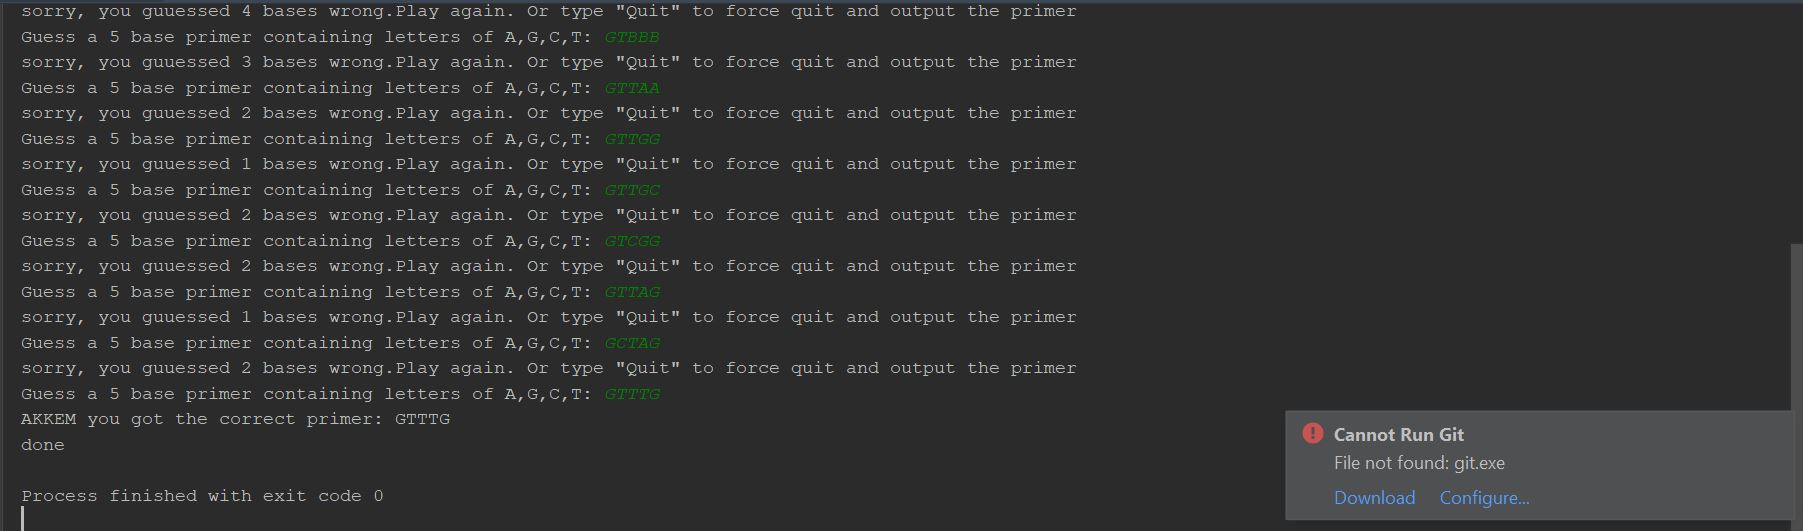 sorry, you guuessed 4 bases wrong.Play again. Or type "Quit" to force quit and output the primer
Guess a 5 base primer containing letters of A,G,C,T: GTBBB
sorry, you guuessed 3 bases wrong.Play again. Or type "Quit" to force quit and output the primer
Guess a 5 base primer containing letters of A,G,C,T: GTTAA
sorry, you guuessed 2 bases wrong.Play again. Or type "Quit" to force quit and output the primer
Guess a 5 base primer containing letters of A,G,C,T: GTTGG
sorry, you guuessed 1 bases wrong.Play again. Or type "Quit" to force quit and output the primer
Guess a 5 base primer containing letters of A,G,C,T: GTTGC
sorry, you guuessed 2 bases wrong.Play again. Or type "Quit" to force quit and output the primer
Guess a 5 base primer containing letters of A,G,C,T: GTCGG
sorry, you guuessed 2 bases wrong.Play again. Or type "Quit" to force quit and output the primer
Guess a 5 base primer containing letters of A,G,C,T: GTTAG
sorry, you guuessed 1 bases wrong.Play again. Or type "Quit" to force quit and output the primer
Guess a 5 base primer containing letters of A,G,C,T: GCTAG
sorry, you guuessed 2 bases wrong.Play again. Or type "Quit" to force quit and output the primer
Guess a 5 base primer containing letters of A,G,C,T: GTTTG
AKKEM you got the correct primer: GTTTG
done
Process finished with exit code 0
Cannot Run Git
File not found: git.exe
Download Configure...